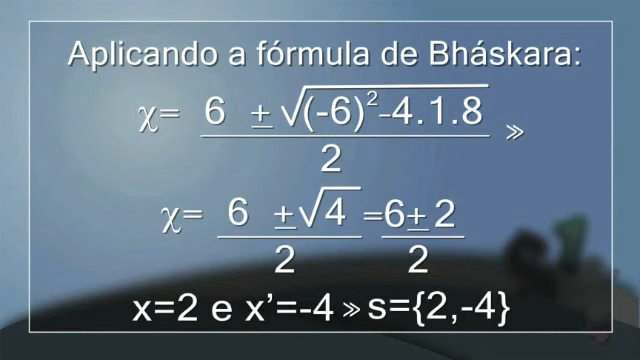 Aplicando a fórmula de Bháskara:
χ= 6 ±√(-6)²-4.1.8 / 2 »
χ= 6 ±√4 / 2 = 6± 2 / 2
x=2 e x’=-4 » s={2,-4}
S1